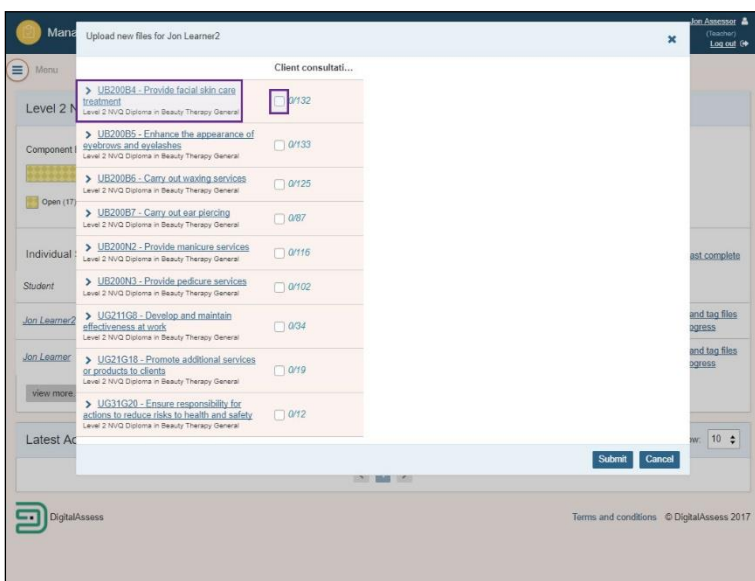 Jon Assessor
Mana
(Teacher)
Log out
Upload new files for Jon Learner2
Menu
Client consultati...
UB200B4 - Provide facial skin care
treatment
Level 2 NVQ Diploma in Beauty Therapy General
0/132
Level 2 N
UB200B5 - Enhance the appearance of
eyebrows and eyelashes
Level 2 NVQ Diploma in Beauty Therapy General
0/133
Component
UB200B6 - Carry out waxing services
Level 2 NVQ Diploma in Beauty Therapy General
0/125
Open (17)
UB200B7 - Carry out ear piercing
Level 2 NVQ Diploma in Beauty Therapy General
0/87
Individual
UB200N2 - Provide manicure services
Level 2 NVQ Diploma in Beauty Therapy General
0/116
ast complete
Student
UB200N3 - Provide pedicure services
Level 2 NVQ Diploma in Beauty Therapy General
0/102
Jon Learner2
UG211G8 - Develop and maintain
effectiveness at work
Level 2 NVQ Diploma in Beauty Therapy General
0/34
and tag files
ogress
Jon Learner
UG21G18 - Promote additional services
or products to clients
Level 2 NVQ Diploma in Beauty Therapy General
0/19
and tag files
ogress
view more
UG31G20 - Ensure responsibility for
actions to reduce risks to health and safety
Level 2 NVQ Diploma in Beauty Therapy General
0/12
Latest Ac
ow: 10
Submit Cancel
DigitalAssess
Terms and conditions © DigitalAssess 2017